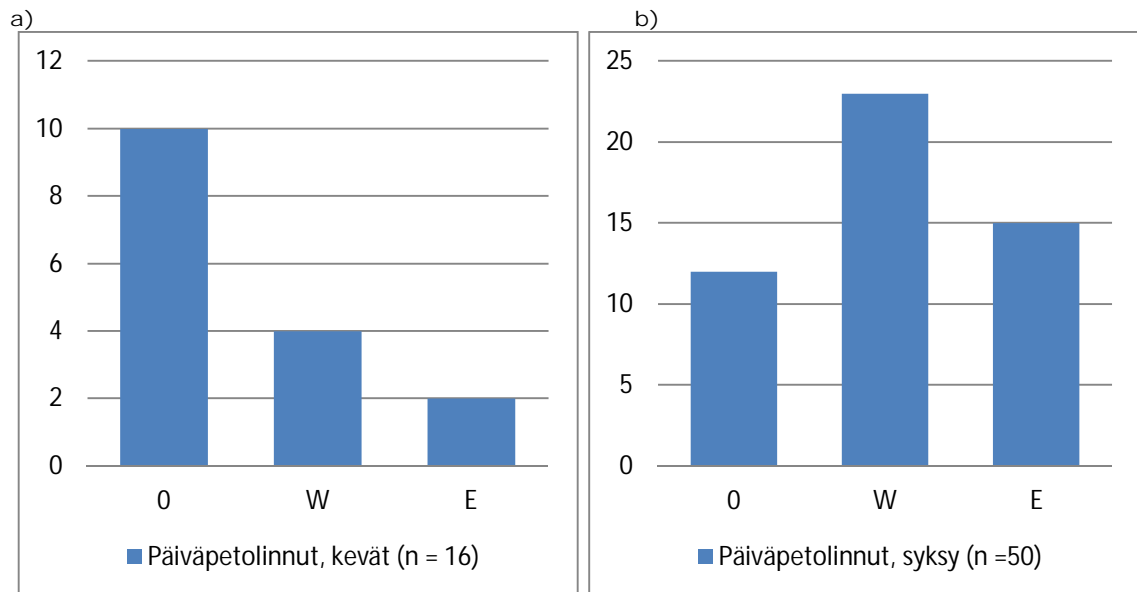 a)
12
10
8
6
4
2
0
0 W E
Päiväpetolinnut, kevät (n = 16)
b)
25
20
15
10
5
0
0 W E
Päiväpetolinnut, syksy (n =50)